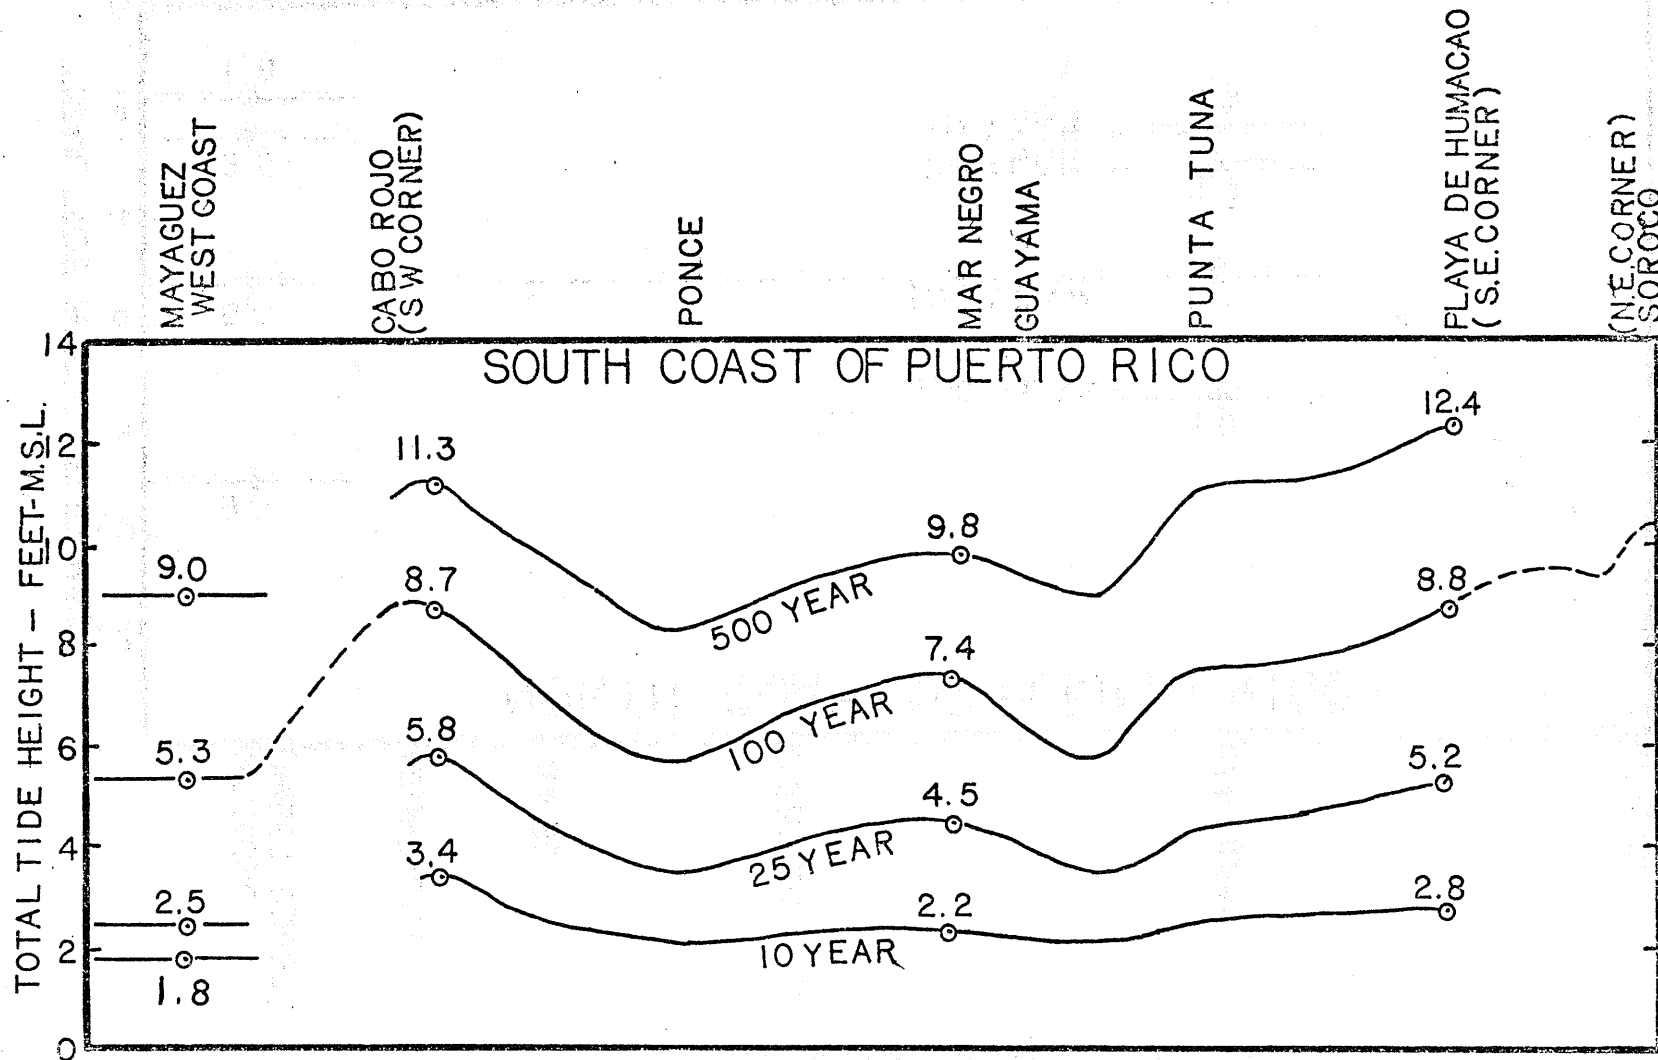 MAYAGUEZ
WEST COAST
CABO ROJO
(S W CORNER)
PONCE
MAR NEGRO
GUAYAMA
PUNTA TUNA
PLAYA DE HUMACAO
(S.E. CORNER)
(N.E. CORNER)
SOROCO
SOUTH COAST OF PUERTO RICO
TOTAL TIDE HEIGHT – FEET-M.S.L.
14
12
10
8
6
4
2
0
9.0
5.3
2.5
1.8
11.3
8.7
5.8
3.4
9.8
7.4
4.5
2.2
12.4
8.8
5.2
2.8
500 YEAR
100 YEAR
25 YEAR
10 YEAR